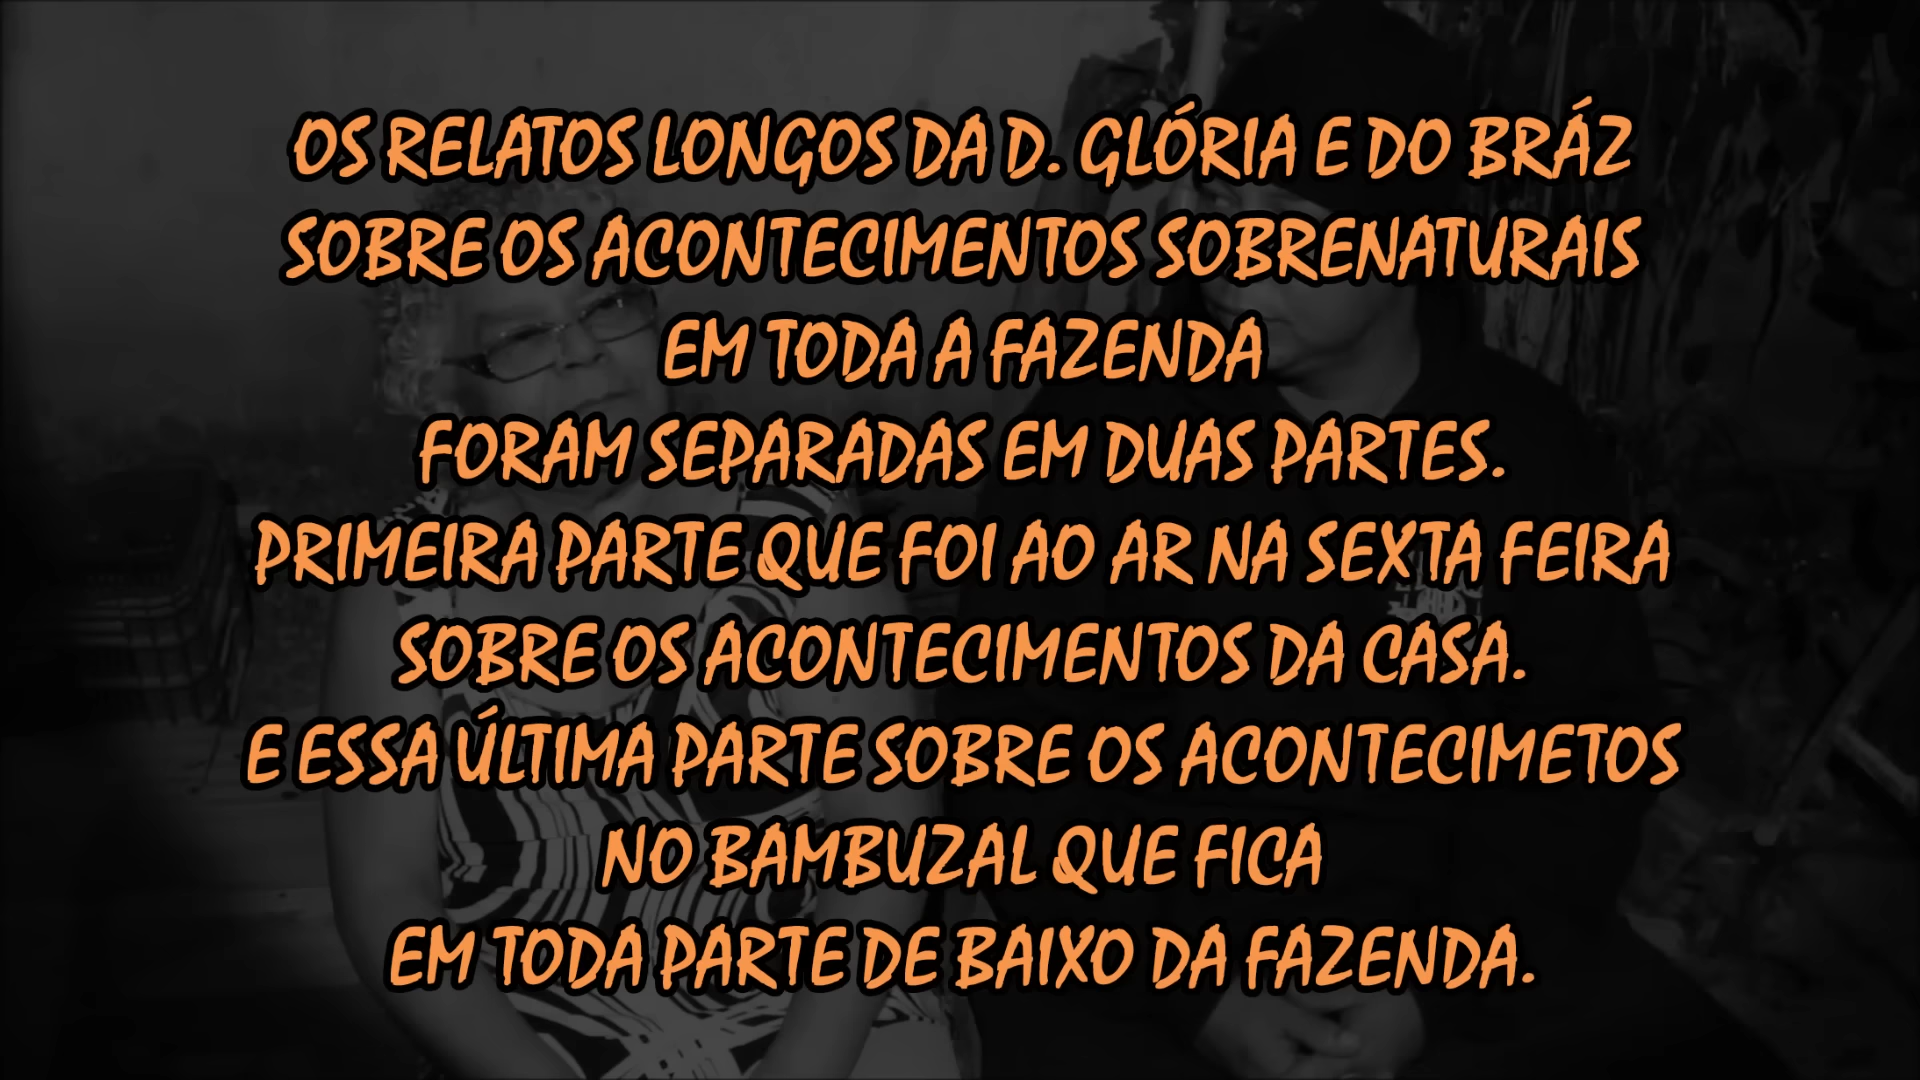 OS RELATOS LONGOS DA D. GLÓRIA E DO BRÁZ
SOBRE OS ACONTECIMENTOS SOBRENATURAIS
EM TODA A FAZENDA
FORAM SEPARADAS EM DUAS PARTES.
PRIMEIRA PARTE QUE FOI AO AR NA SEXTA FEIRA
SOBRE OS ACONTECIMENTOS DA CASA.
E ESSA ÚLTIMA PARTE SOBRE OS ACONTECIMETOS
NO BAMBUZAL QUE FICA
EM TODA PARTE DE BAIXO DA FAZENDA.